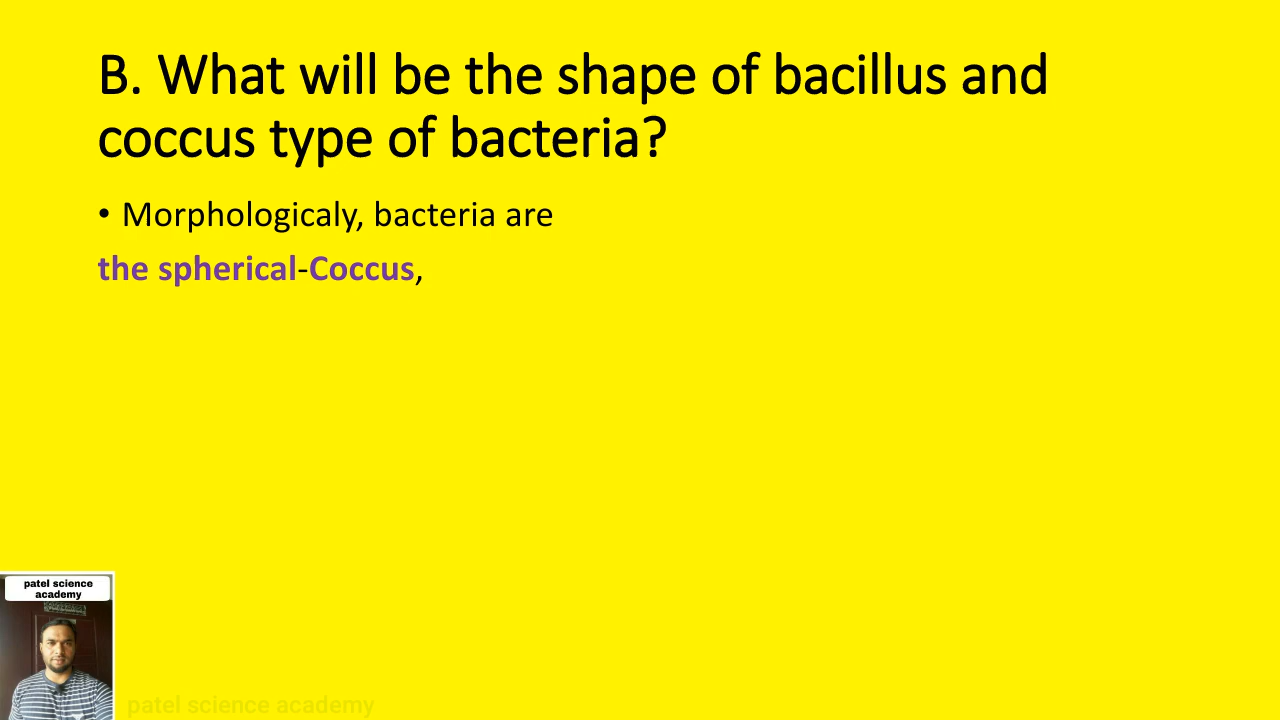 B. What will be the shape of bacillus and
coccus type of bacteria?
• Morphologicaly, bacteria are
the spherical-Coccus,
patel science
academy
patel science academy